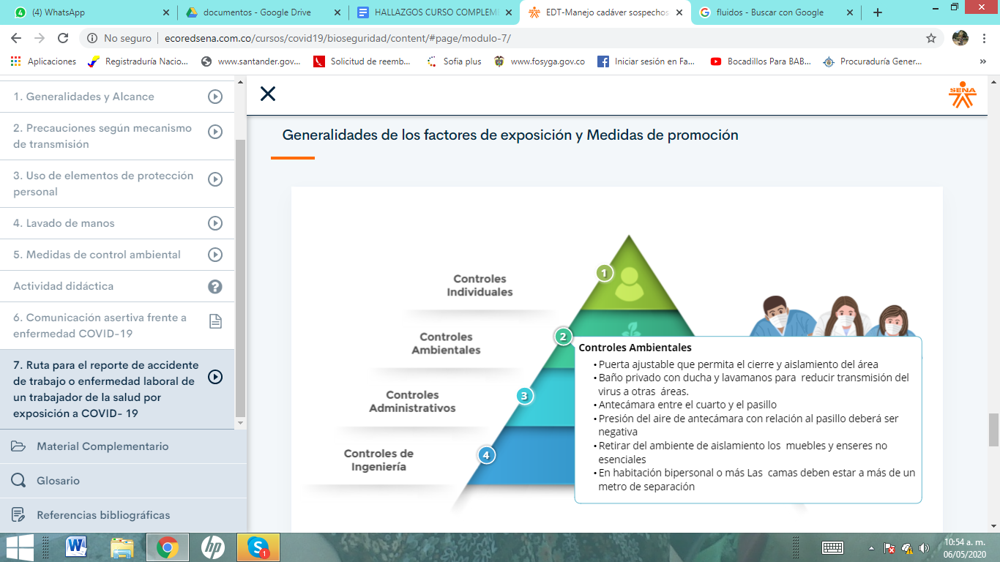 (4) WhatsApp
documentos - Google Drive
HALLAZGOS CURSO COMPLEM
EDT-Manejo cadáver sospechos
fluidos - Buscar con Google
No seguro
ecoredsena.com.co/cursos/covid19/bioseguridad/content/#page/modulo-7/
Aplicaciones
Registraduría Nacio...
www.santander.gov...
Solicitud de reemb...
Sofia plus
www.fosyga.gov.co
Iniciar sesión en Fa...
Bocadillos Para BAB...
Procuraduría Gener...
»
1. Generalidades y Alcance
2. Precauciones según mecanismo
de transmisión
3. Uso de elementos de protección
personal
4. Lavado de manos
5. Medidas de control ambiental
Actividad didáctica
6. Comunicación asertiva frente a
enfermedad COVID-19
7. Ruta para el reporte de accidente
de trabajo o enfermedad laboral de
un trabajador de la salud por
exposición a COVID- 19
Material Complementario
Glosario
Referencias bibliográficas
SENA
Generalidades de los factores de exposición y Medidas de promoción
Controles
Individuales
1
Controles
Ambientales
2
Controles
Administrativos
3
Controles de
Ingeniería
4
Controles Ambientales
• Puerta ajustable que permita el cierre y aislamiento del área
• Baño privado con ducha y lavamanos para reducir transmisión del
virus a otras áreas.
• Antecámara entre el cuarto y el pasillo
• Presión del aire de antecámara con relación al pasillo deberá ser
negativa
• Retirar del ambiente de aislamiento los muebles y enseres no
esenciales
• En habitación bipersonal o más Las camas deben estar a más de un
metro de separación
10:54 a. m.
06/05/2020